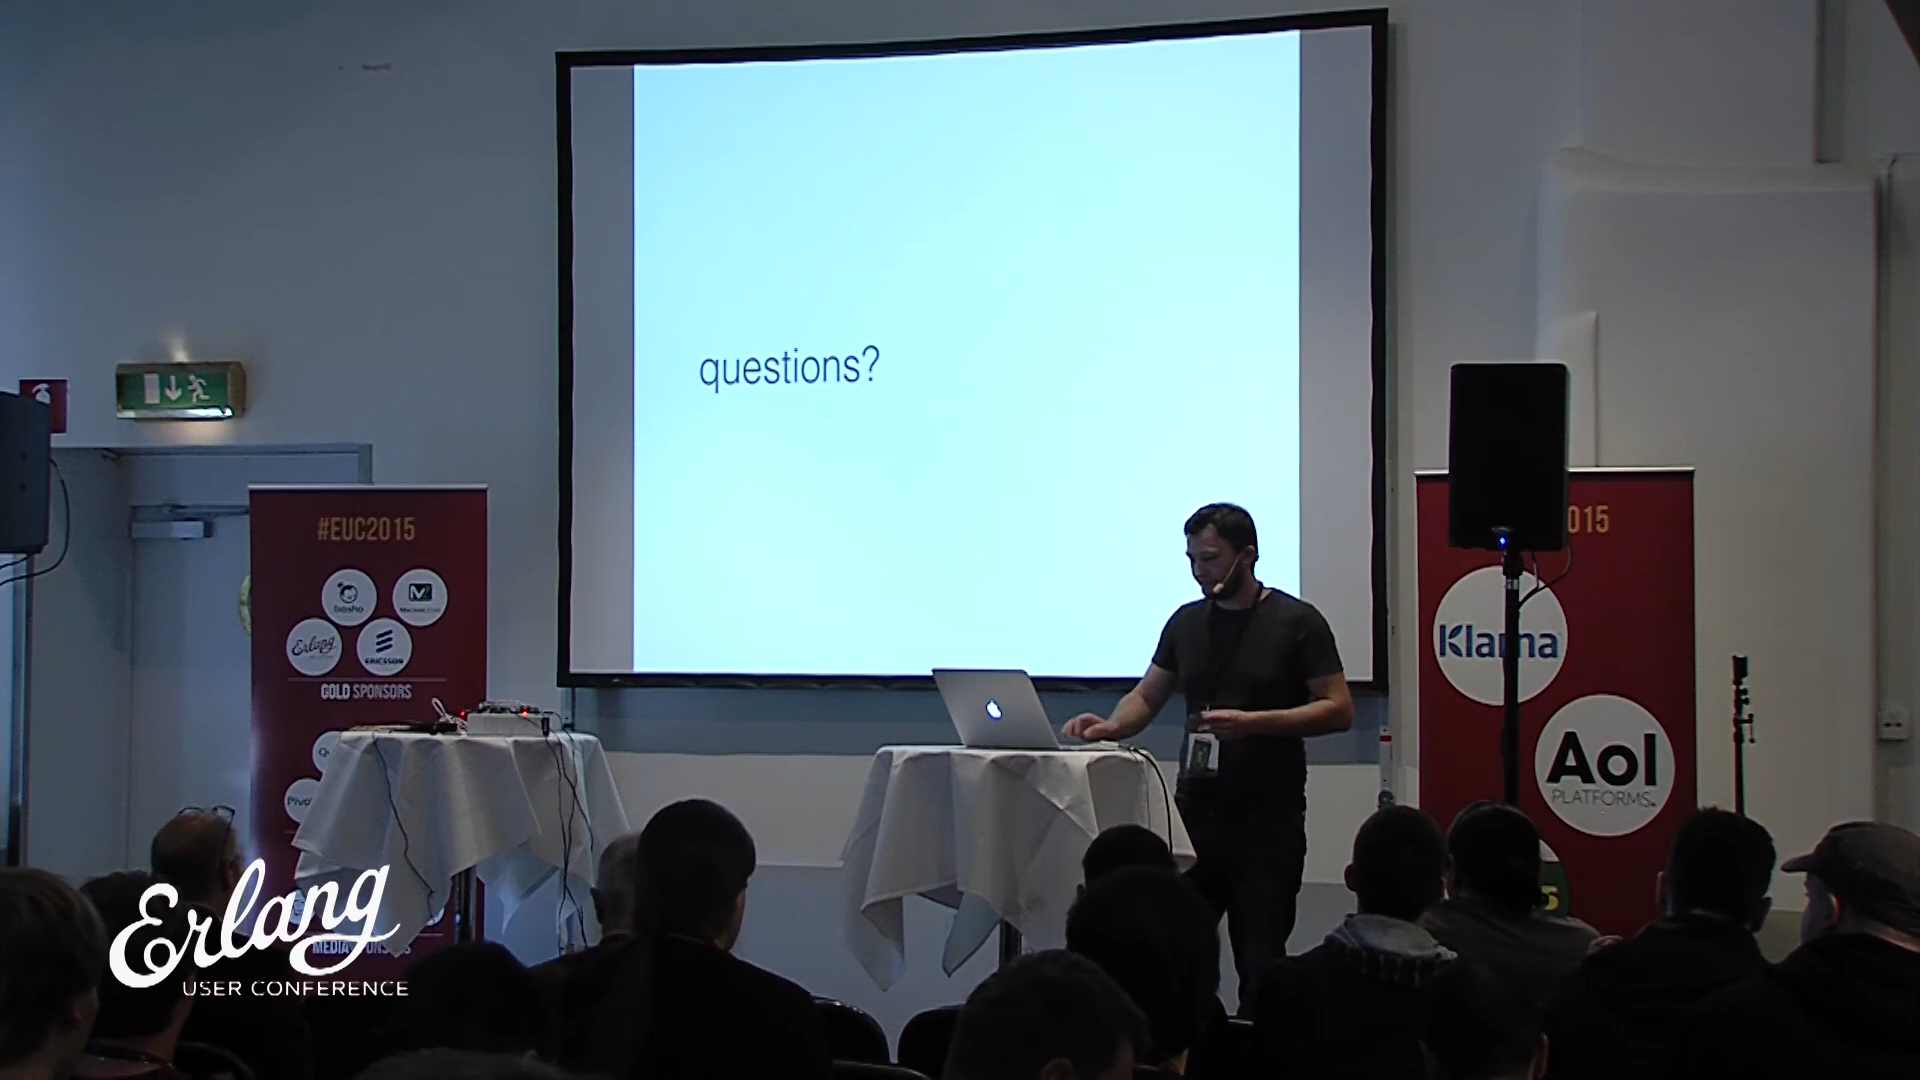 questions?
#EUC2015
basho
Erlang
ERICSSON
GOLD SPONSORS
015
Klarna
Aol
PLATFORMS
Erlang
USER CONFERENCE